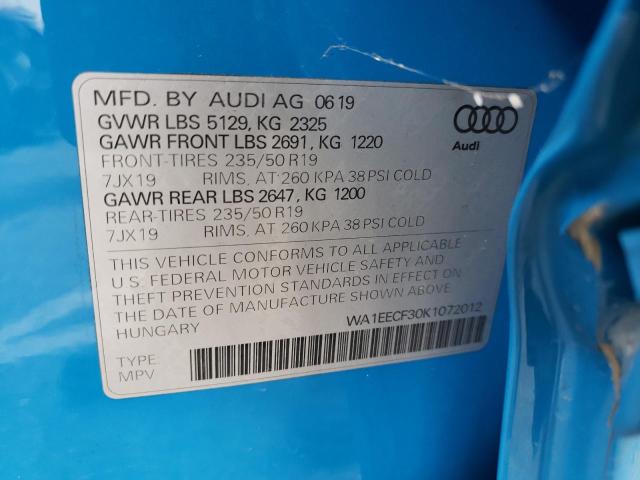 MFD. BY AUDI AG 06 19
GVWR LBS 5129, KG 2325
GAWR FRONT LBS 2691, KG 1220
FRONT-TIRES 235/50 R19
7JX19 RIMS, AT 260 KPA 38 PSI COLD
GAWR REAR LBS 2647, KG 1200
REAR-TIRES 235/50 R19
7JX19 RIMS, AT 260 KPA 38 PSI COLD
Audi
THIS VEHICLE CONFORMS TO ALL APPLICABLE
U.S. FEDERAL MOTOR VEHICLE SAFETY AND
THEFT PREVENTION STANDARDS IN EFFECT ON
THE DATE OF MANUFACTURE SHOWN ABOVE
HUNGARY
WA1EECF30K1072012
TYPE:
MPV